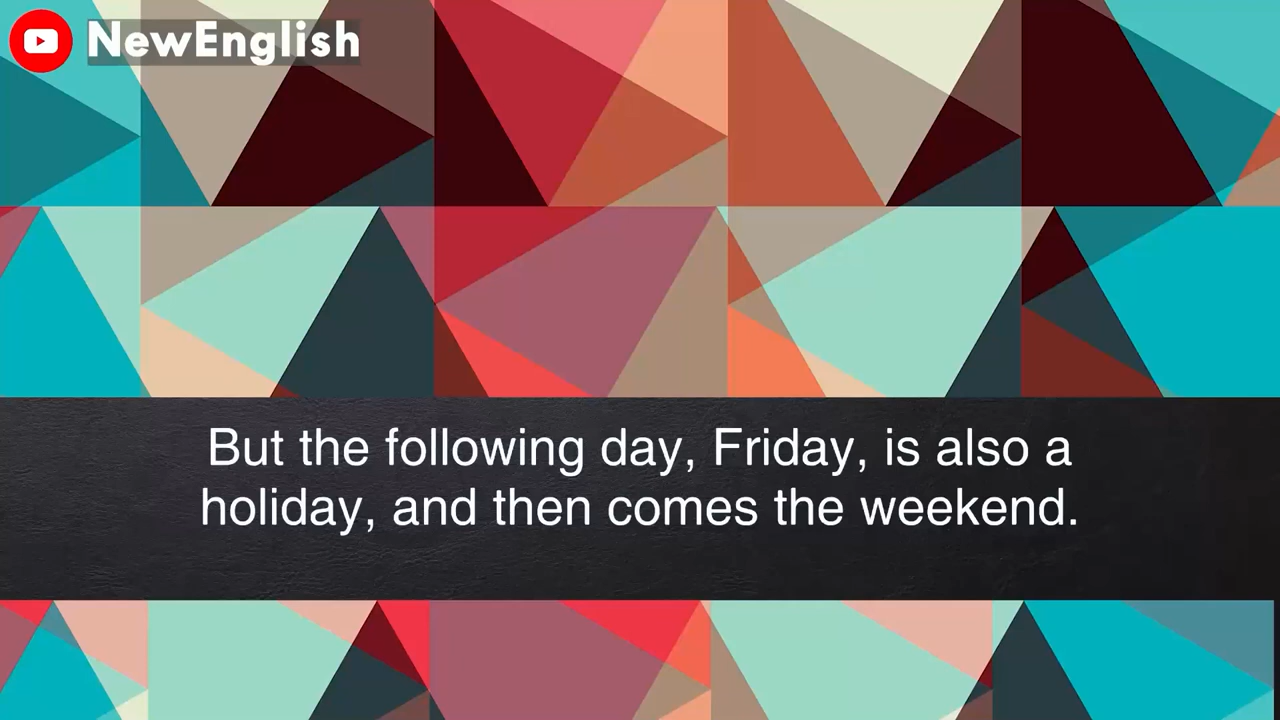 NewEnglish
But the following day, Friday, is also a
holiday, and then comes the weekend.